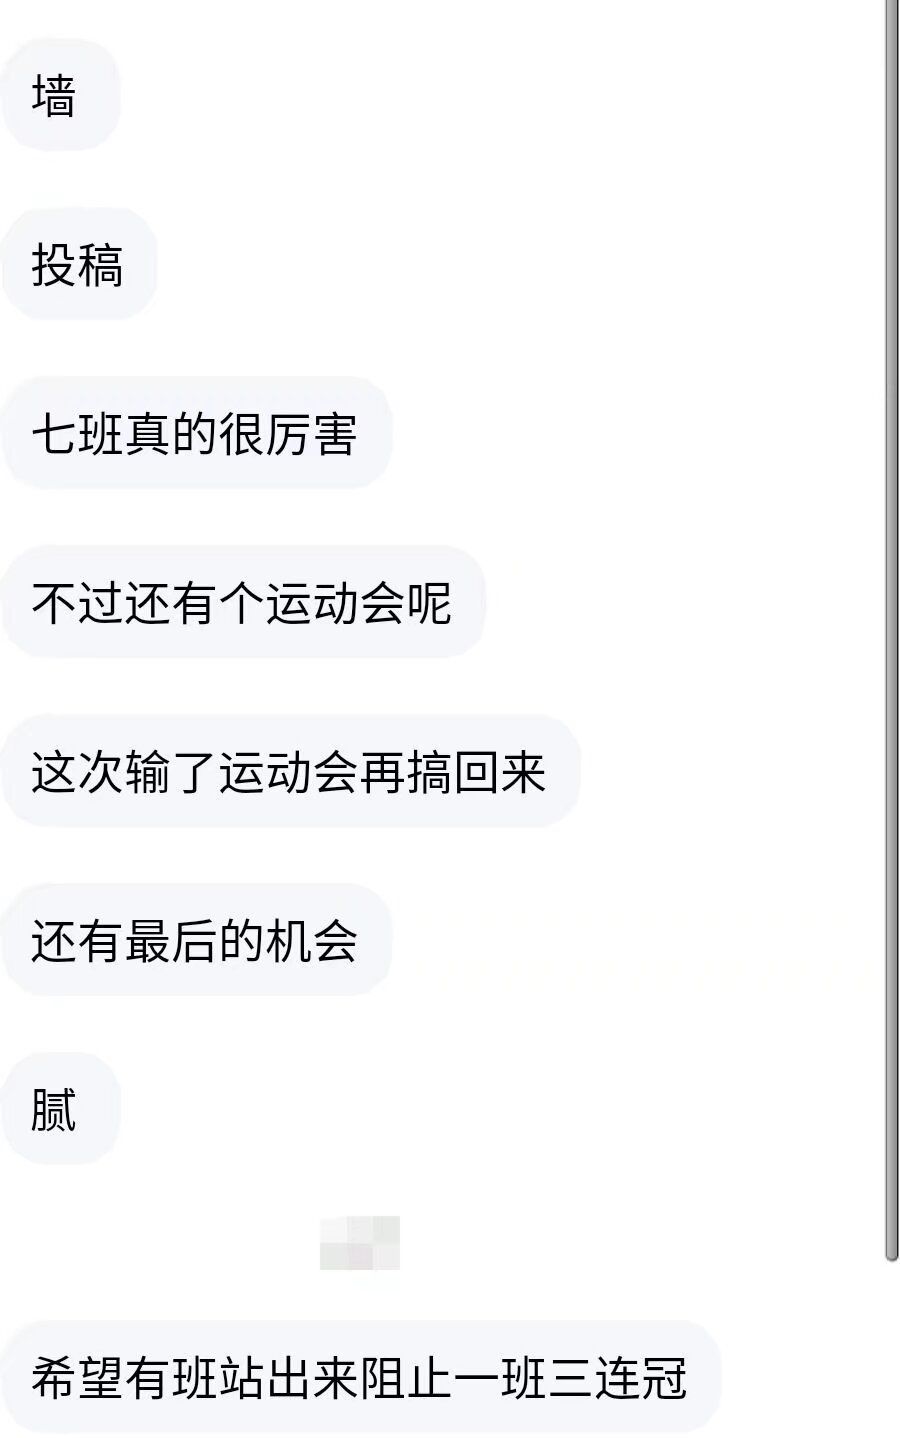 墙
投稿
七班真的很厉害
不过还有个运动会呢
这次输了运动会再搞回来
还有最后的机会
腻
希望有班站出来阻止一班三连冠